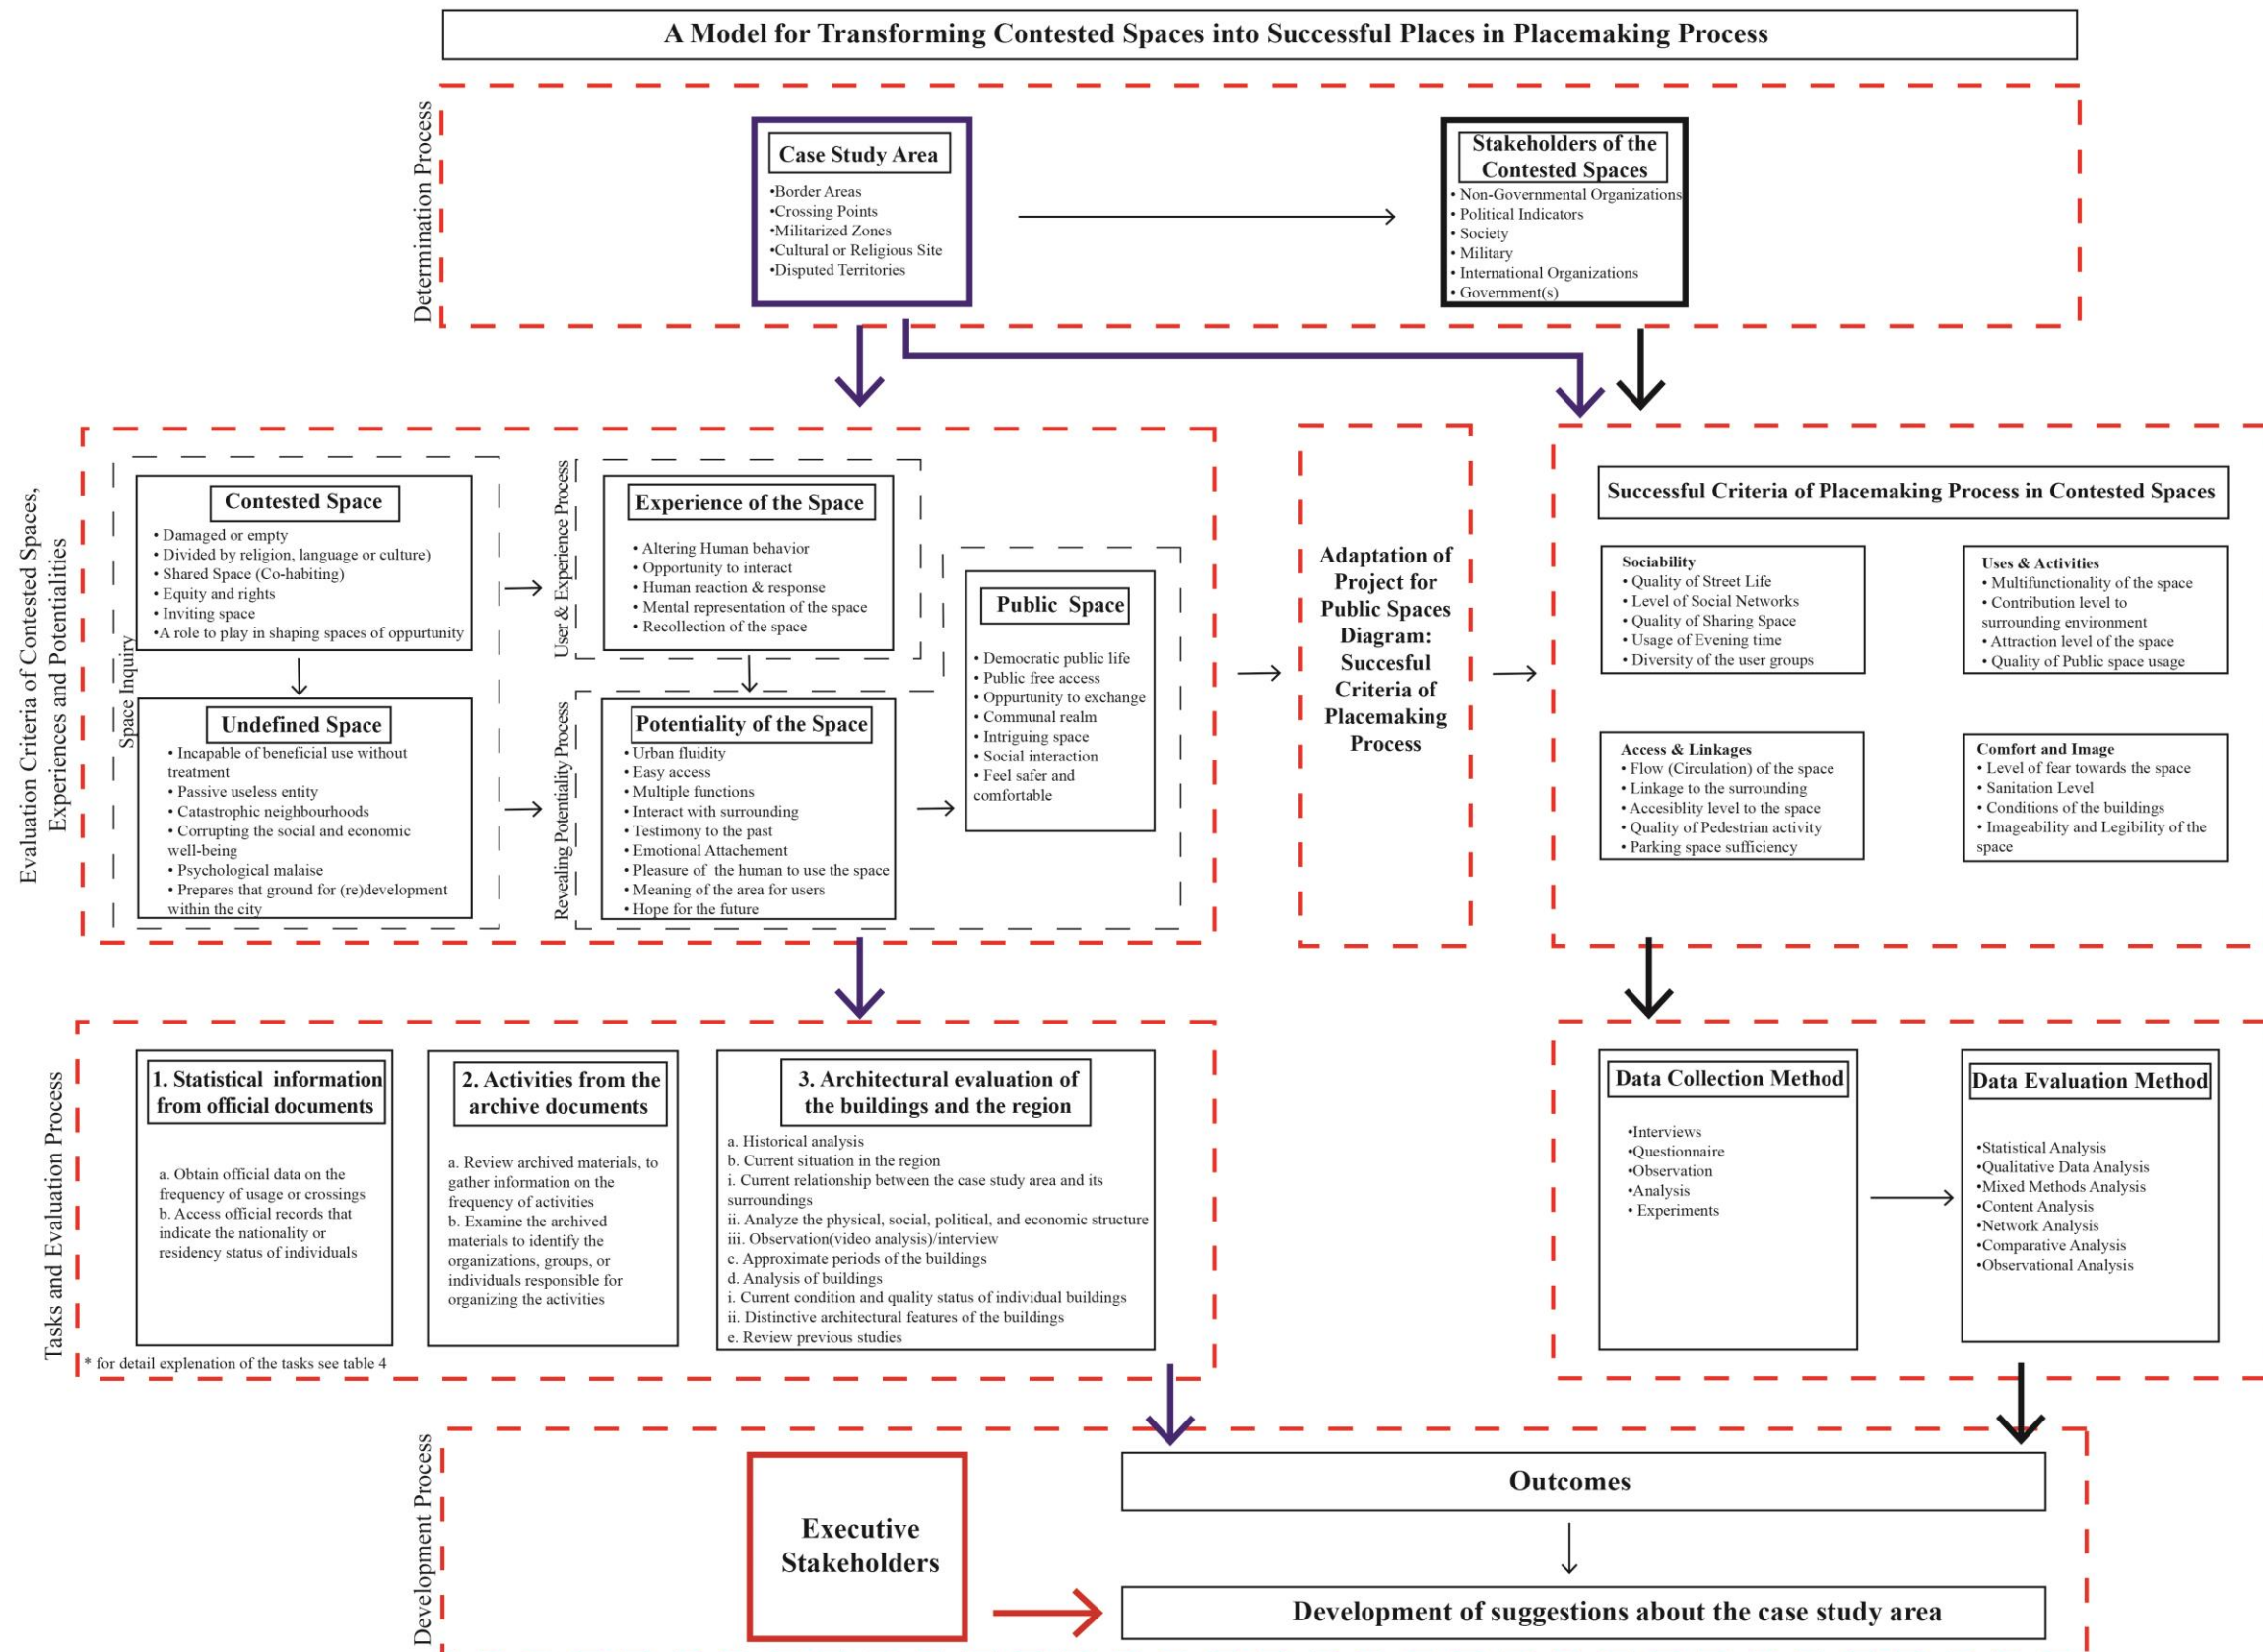 A Model for Transforming Contested Spaces into Successful Places in Placemaking Process
Determination Process
Case Study Area
•Border Areas
•Crossing Points
•Militarized Zones
•Cultural or Religious Site
•Disputed Territories
Stakeholders of the
Contested Spaces
• Non-Governmental Organizations
• Political Indicators
• Society
• Military
• International Organizations
• Government(s)
Evaluation Criteria of Contested Spaces,
Experiences and Potentialities
Space Inquiry
Contested Space
• Damaged or empty
• Divided by religion, language or culture)
• Shared Space (Co-habiting)
• Equity and rights
• Inviting space
•A role to play in shaping spaces of oppurtunity
Undefined Space
• Incapable of beneficial use without
treatment
• Passive useless entity
• Catastrophic neighbourhoods
• Corrupting the social and economic
well-being
• Psychological malaise
• Prepares that ground for (re)development
within the city
User & Experience Process
Experience of the Space
• Altering Human behavior
• Opportunity to interact
• Human reaction & response
• Mental representation of the space
• Recollection of the space
Revealing Potentiality Process
Potentiality of the Space
• Urban fluidity
• Easy access
• Multiple functions
• Interact with surrounding
• Testimony to the past
• Emotional Attachement
• Pleasure of the human to use the space
• Meaning of the area for users
• Hope for the future
Public Space
• Democratic public life
• Public free access
• Oppurtunity to exchange
• Communal realm
• Intriguing space
• Social interaction
• Feel safer and
comfortable
Adaptation of
Project for
Public Spaces
Diagram:
Succesful
Criteria of
Placemaking
Process
Successful Criteria of Placemaking Process in Contested Spaces
Sociability
• Quality of Street Life
• Level of Social Networks
• Quality of Sharing Space
• Usage of Evening time
• Diversity of the user groups
Uses & Activities
• Multifunctionality of the space
• Contribution level to
surrounding environment
• Attraction level of the space
• Quality of Public space usage
Access & Linkages
• Flow (Circulation) of the space
• Linkage to the surrounding
• Accesiblity level to the space
• Quality of Pedestrian activity
• Parking space sufficiency
Comfort and Image
• Level of fear towards the space
• Sanitation Level
• Conditions of the buildings
• Imageability and Legibility of the
space
Tasks and Evaluation Process
1. Statistical information
from official documents
a. Obtain official data on the
frequency of usage or crossings
b. Access official records that
indicate the nationality or
residency status of individuals
2. Activities from the
archive documents
a. Review archived materials, to
gather information on the
frequency of activities
b. Examine the archived
materials to identify the
organizations, groups, or
individuals responsible for
organizing the activities
3. Architectural evaluation of
the buildings and the region
a. Historical analysis
b. Current situation in the region
i. Current relationship between the case study area and its
surroundings
ii. Analyze the physical, social, political, and economic structure
iii. Observation(video analysis)/interview
c. Approximate periods of the buildings
d. Analysis of buildings
i. Current condition and quality status of individual buildings
ii. Distinctive architectural features of the buildings
e. Review previous studies
* for detail explenation of the tasks see table 4
Data Collection Method
•Interviews
•Questionnaire
•Observation
•Analysis
• Experiments
Data Evaluation Method
•Statistical Analysis
•Qualitative Data Analysis
•Mixed Methods Analysis
•Content Analysis
•Network Analysis
•Comparative Analysis
•Observational Analysis
Development Process
Executive
Stakeholders
Outcomes
Development of suggestions about the case study area